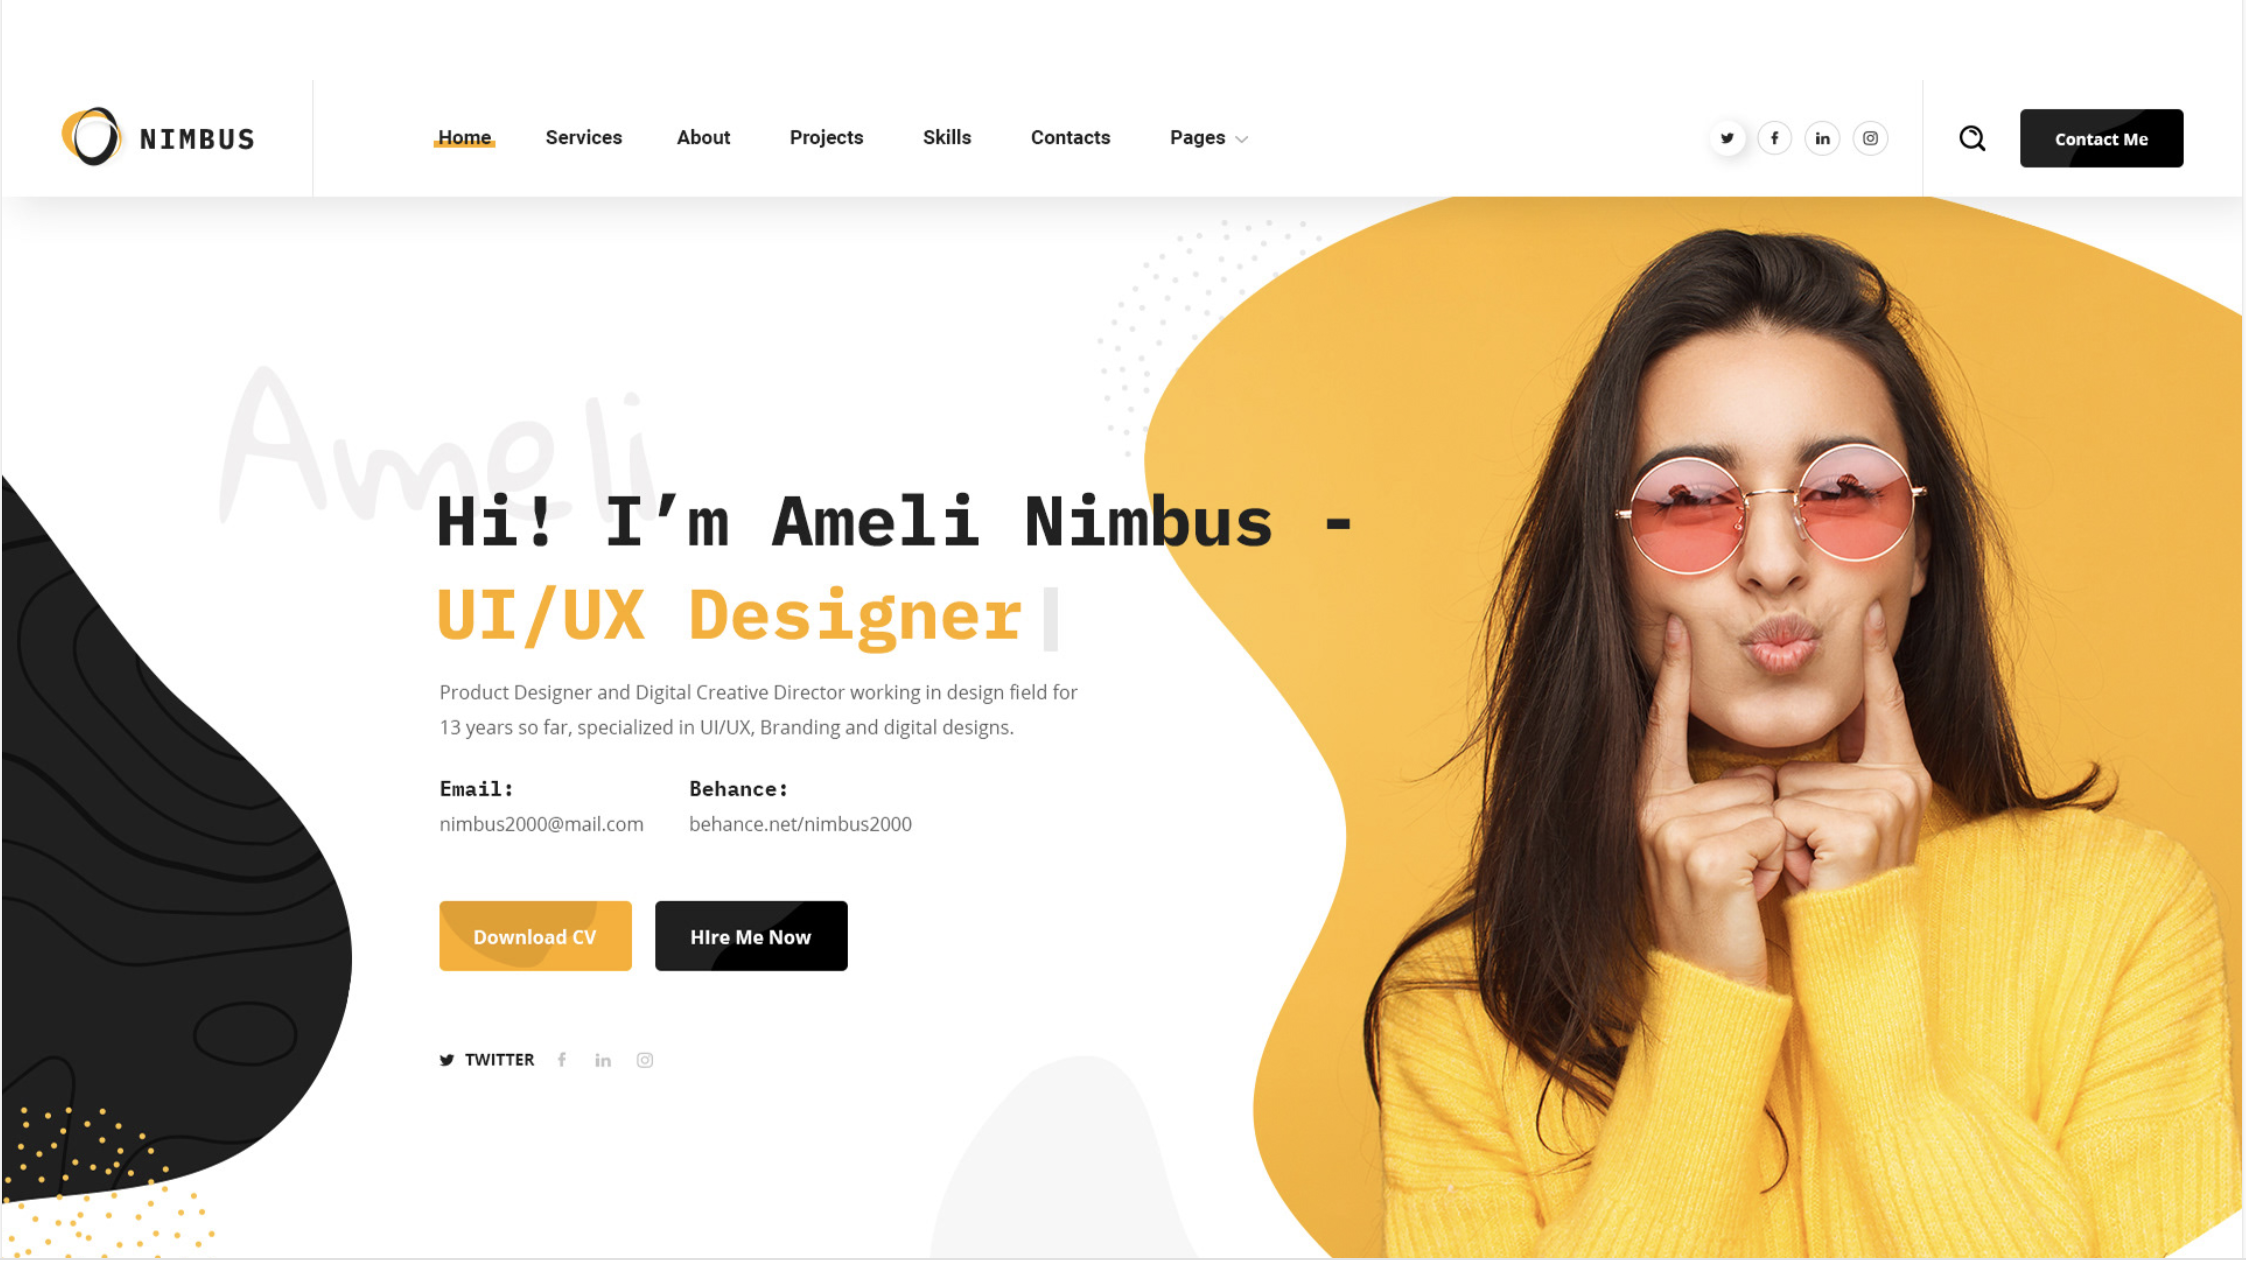 NIMBUS
Home Services About Projects Skills Contacts Pages
Contact Me
Ameli
Hi! I’m Ameli Nimbus -
UI/UX Designer
Product Designer and Digital Creative Director working in design field for
13 years so far, specialized in UI/UX, Branding and digital designs.
Email: Behance:
nimbus2000@mail.com behance.net/nimbus2000
Download CV HIre Me Now
TWITTER